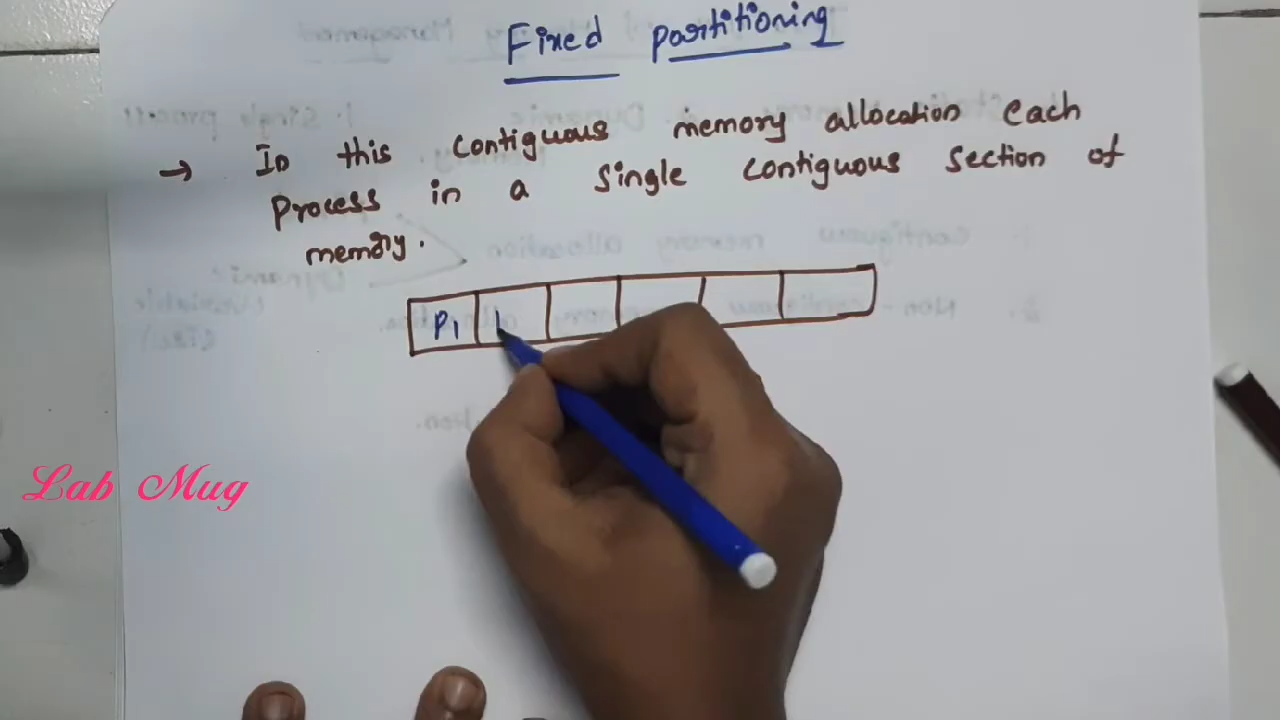 Fixed partitioning
→ In this contiguous memory allocation each
process in a single contiguous section of
memory.
P1
Lab Mug